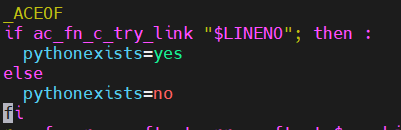 _ACEOF
if ac_fn_c_try_link "$LINENO"; then :
  pythonexists=yes
else
  pythonexists=no
fi